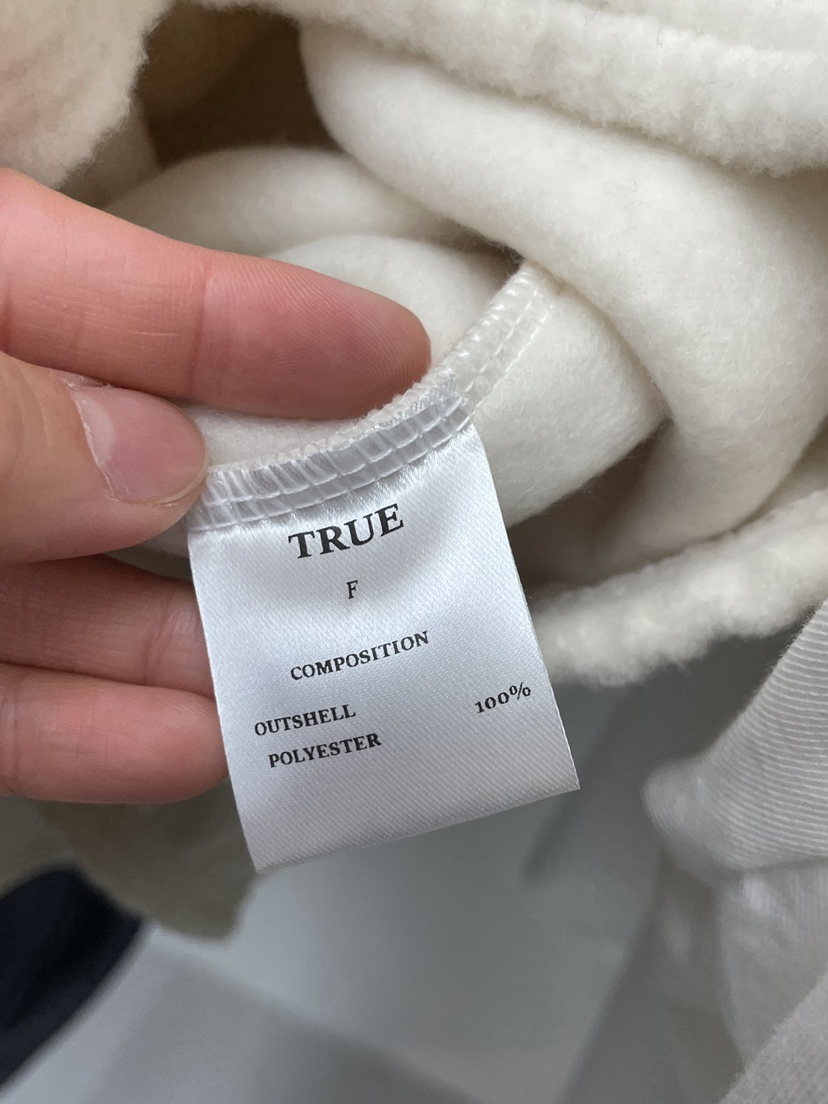 TRUE
F
COMPOSITION
OUTSHELL
100%
POLYESTER